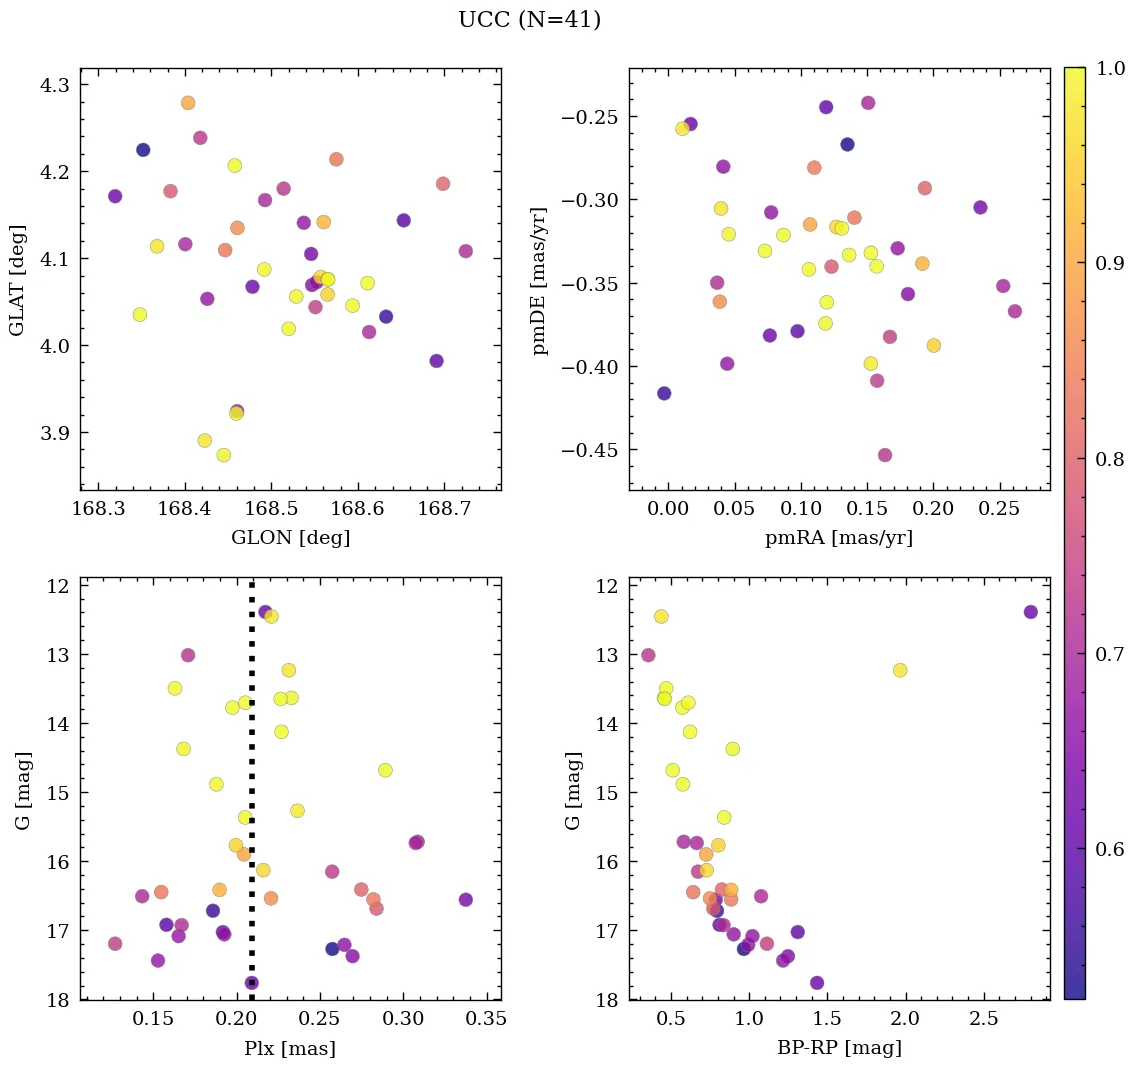 UCC (N=41)
4.3
4.2
4.1
4.0
3.9
GLAT [deg]
168.3 168.4 168.5 168.6 168.7
GLON [deg]
−0.25
−0.30
−0.35
−0.40
−0.45
pmDE [mas/yr]
0.00 0.05 0.10 0.15 0.20 0.25
pmRA [mas/yr]
1.0
0.9
0.8
0.7
0.6
12
13
14
15
16
17
18
G [mag]
0.15 0.20 0.25 0.30 0.35
Plx [mas]
12
13
14
15
16
17
18
G [mag]
0.5 1.0 1.5 2.0 2.5
BP-RP [mag]